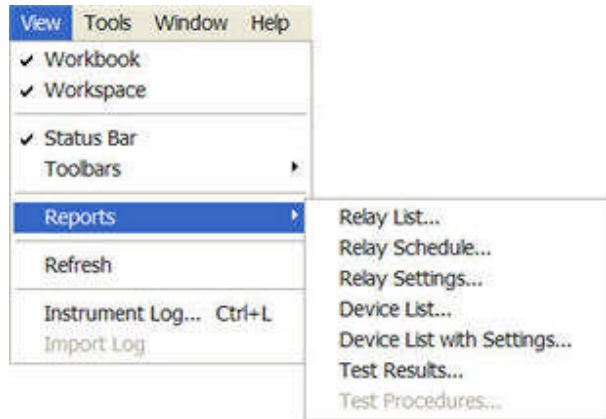 View Tools Window Help
Workbook
Workspace
Status Bar
Toolbars
Reports
Refresh
Instrument Log... Ctrl+L
Import Log
Relay List...
Relay Schedule...
Relay Settings...
Device List...
Device List with Settings...
Test Results...
Test Procedures...